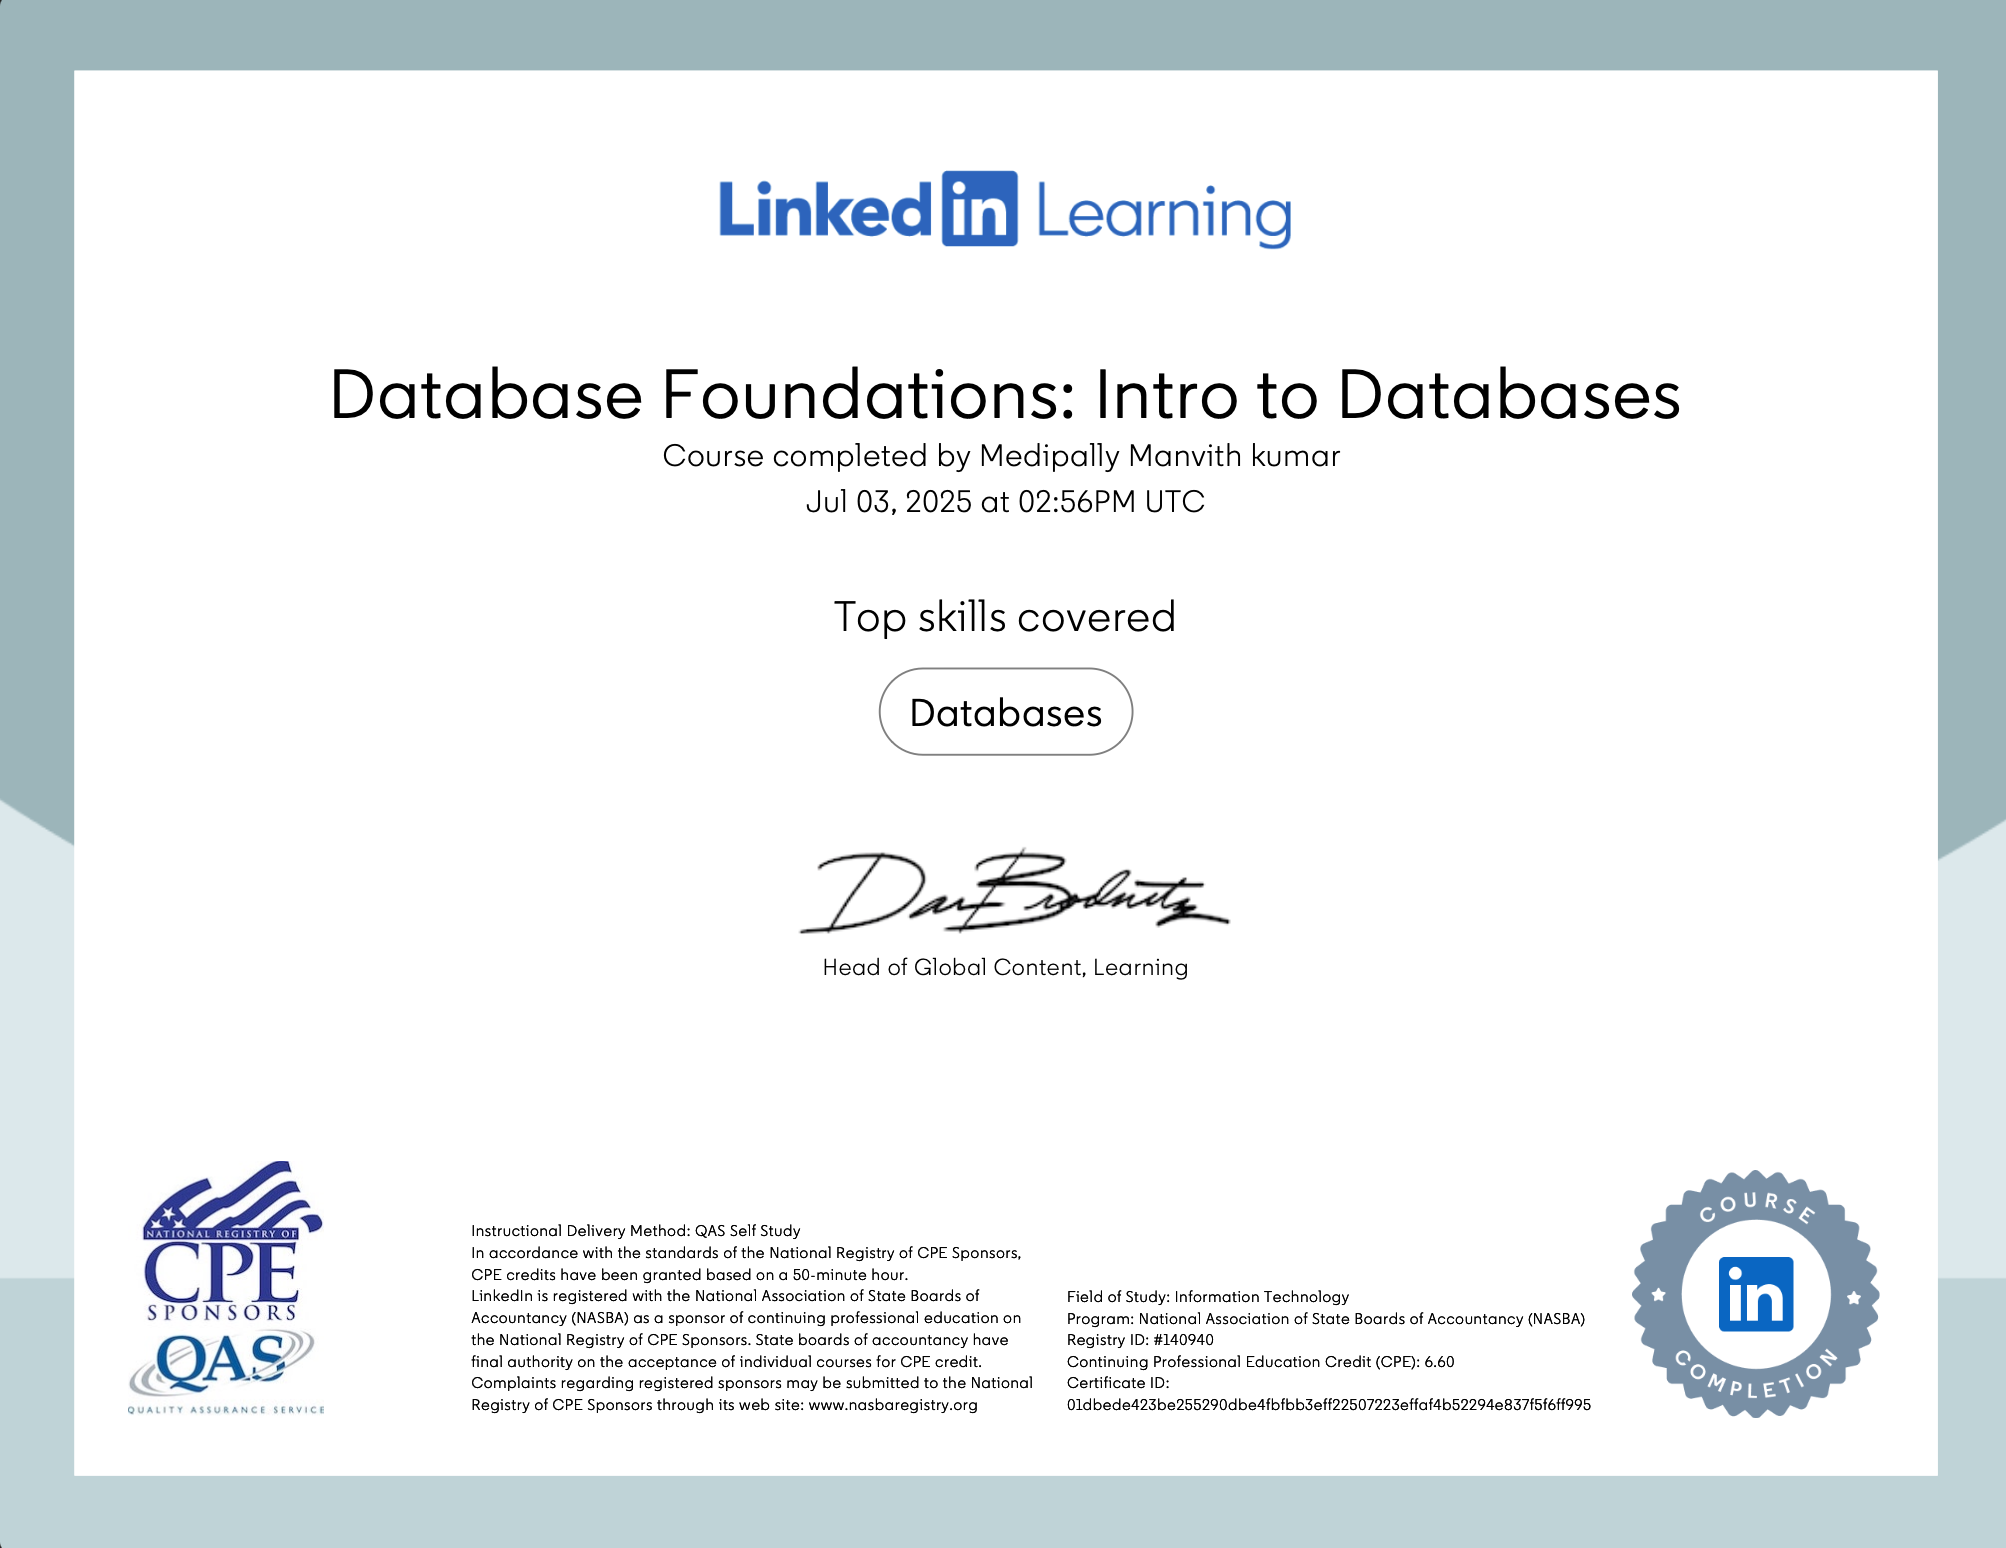 Linked in Learning
Database Foundations: Intro to Databases
Course completed by Medipally Manvith kumar
Jul 03, 2025 at 02:56PM UTC
Top skills covered
Databases
Dan Brodnitz
Head of Global Content, Learning
NATIONAL REGISTRY OF
CPE
SPONSORS
QAS
QUALITY ASSURANCE SERVICE
Instructional Delivery Method: QAS Self Study
In accordance with the standards of the National Registry of CPE Sponsors,
CPE credits have been granted based on a 50-minute hour.
LinkedIn is registered with the National Association of State Boards of
Accountancy (NASBA) as a sponsor of continuing professional education on
the National Registry of CPE Sponsors. State boards of accountancy have
final authority on the acceptance of individual courses for CPE credit.
Complaints regarding registered sponsors may be submitted to the National
Registry of CPE Sponsors through its web site: www.nasbaregistry.org
Field of Study: Information Technology
Program: National Association of State Boards of Accountancy (NASBA)
Registry ID: #140940
Continuing Professional Education Credit (CPE): 6.60
Certificate ID:
01dbede423be255290dbe4fbfbb3eff22507223effaf4b52294e837f5f6ff995
COURSE
in
COMPLETION